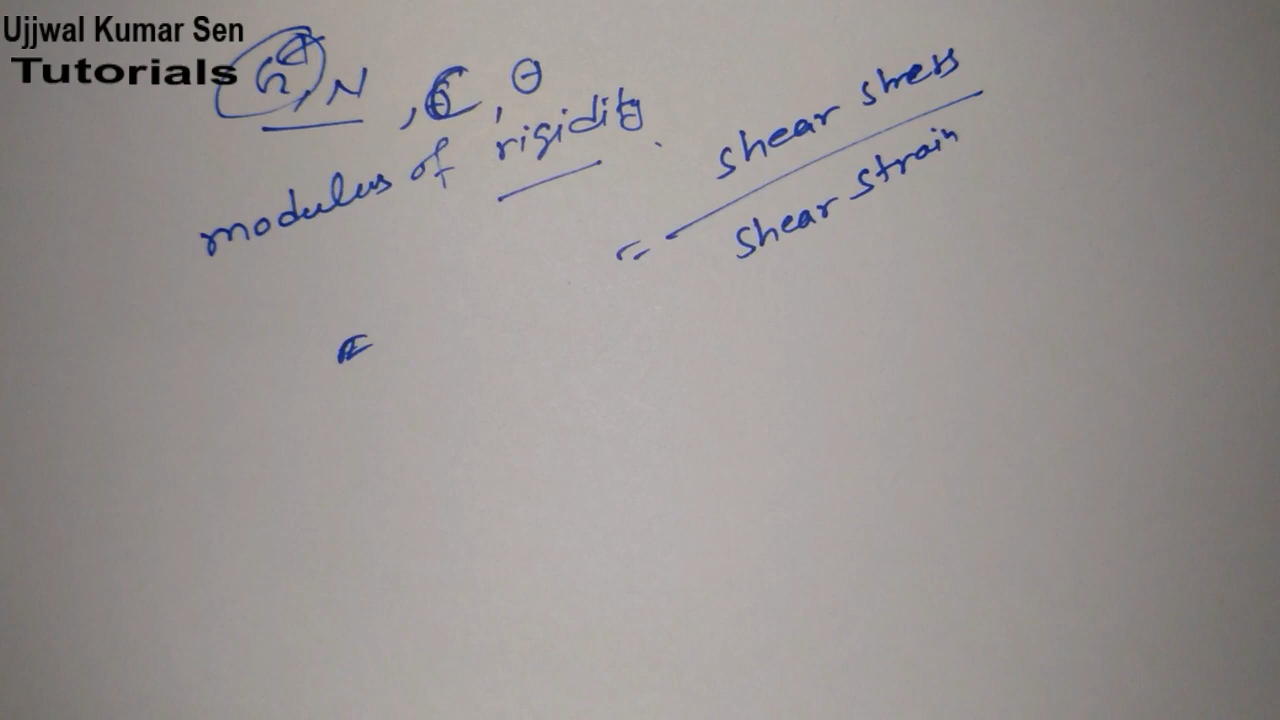 Ujjwal Kumar Sen
Tutorials
n, N, C, θ
modulus of rigidity
= shear stress
shear strain